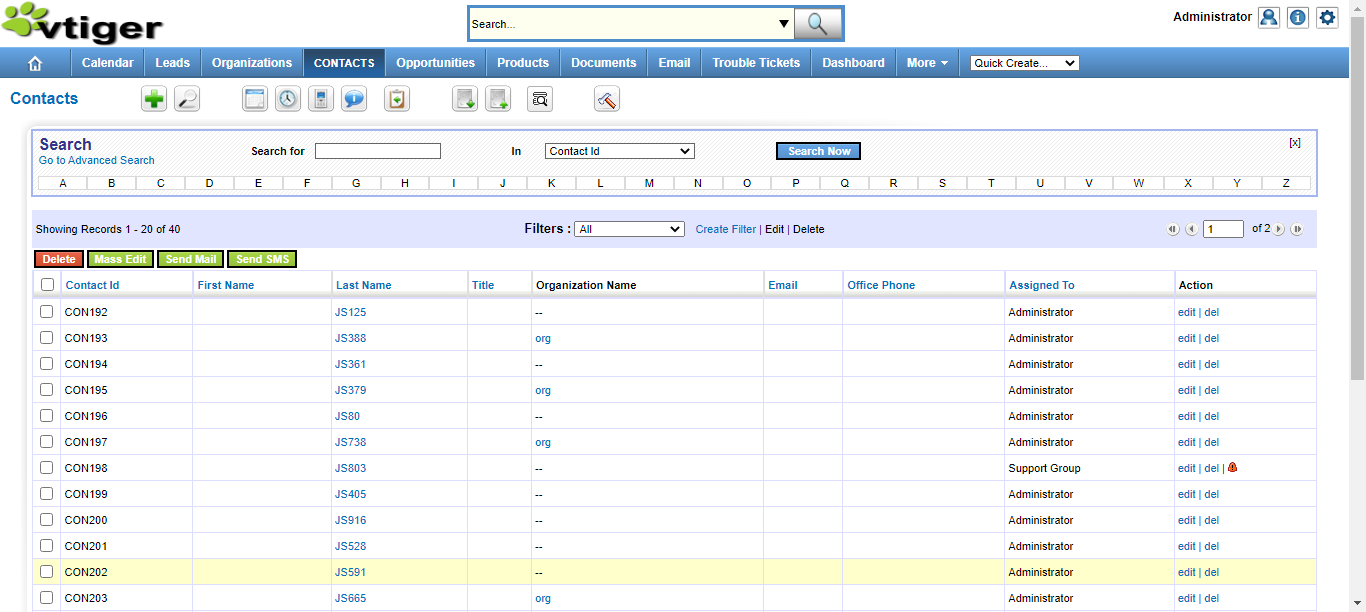 vtiger
Search...
Administrator
Calendar Leads Organizations CONTACTS Opportunities Products Documents Email Trouble Tickets Dashboard More Quick Create...
Contacts
Search
Go to Advanced Search
Search for In Contact Id Search Now [x]
A B C D E F G H I J K L M N O P Q R S T U V W X Y Z
Showing Records 1 - 20 of 40 Filters : All Create Filter | Edit | Delete 1 of 2
Delete Mass Edit Send Mail Send SMS
Contact Id First Name Last Name Title Organization Name Email Office Phone Assigned To Action
CON192 JS125 -- Administrator edit | del
CON193 JS388 org Administrator edit | del
CON194 JS361 -- Administrator edit | del
CON195 JS379 org Administrator edit | del
CON196 JS80 -- Administrator edit | del
CON197 JS738 org Administrator edit | del
CON198 JS803 -- Support Group edit | del |
CON199 JS405 -- Administrator edit | del
CON200 JS916 -- Administrator edit | del
CON201 JS528 -- Administrator edit | del
CON202 JS591 -- Administrator edit | del
CON203 JS665 org Administrator edit | del